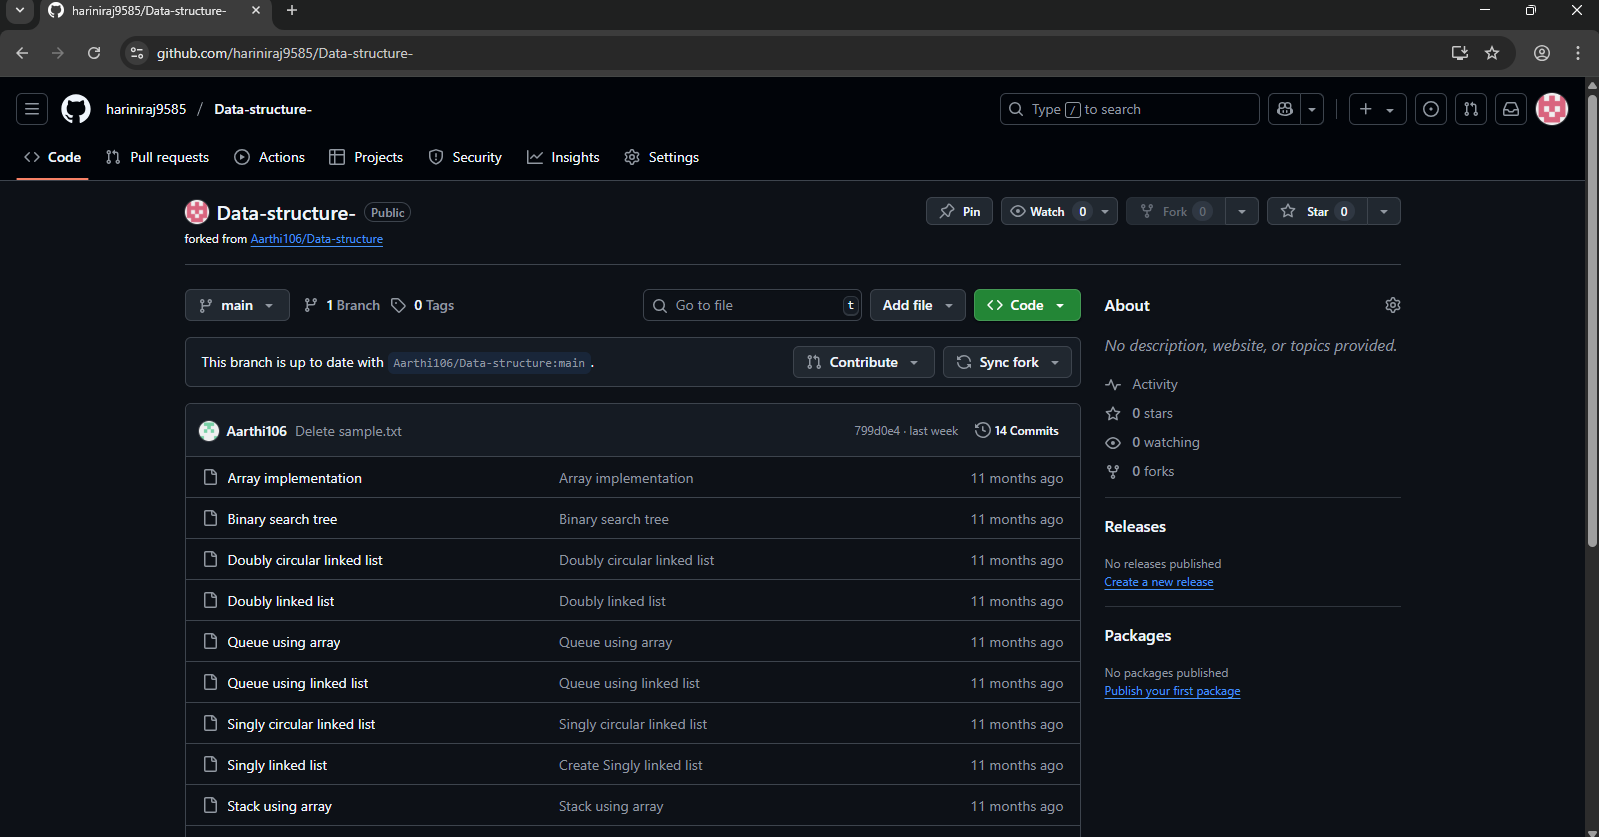 hariniraj9585/Data-structure-
github.com/hariniraj9585/Data-structure-
hariniraj9585 / Data-structure-
Type / to search
Code
Pull requests
Actions
Projects
Security
Insights
Settings
Data-structure- Public
Pin
Watch 0
Fork 0
Star 0
forked from Aarthi106/Data-structure
main
1 Branch
0 Tags
Go to file t
Add file
Code
This branch is up to date with Aarthi106/Data-structure:main .
Contribute
Sync fork
Aarthi106 Delete sample.txt 799d0e4 · last week 14 Commits
Array implementation Array implementation 11 months ago
Binary search tree Binary search tree 11 months ago
Doubly circular linked list Doubly circular linked list 11 months ago
Doubly linked list Doubly linked list 11 months ago
Queue using array Queue using array 11 months ago
Queue using linked list Queue using linked list 11 months ago
Singly circular linked list Singly circular linked list 11 months ago
Singly linked list Create Singly linked list 11 months ago
Stack using array Stack using array 11 months ago
About
No description, website, or topics provided.
Activity
0 stars
0 watching
0 forks
Releases
No releases published
Create a new release
Packages
No packages published
Publish your first package